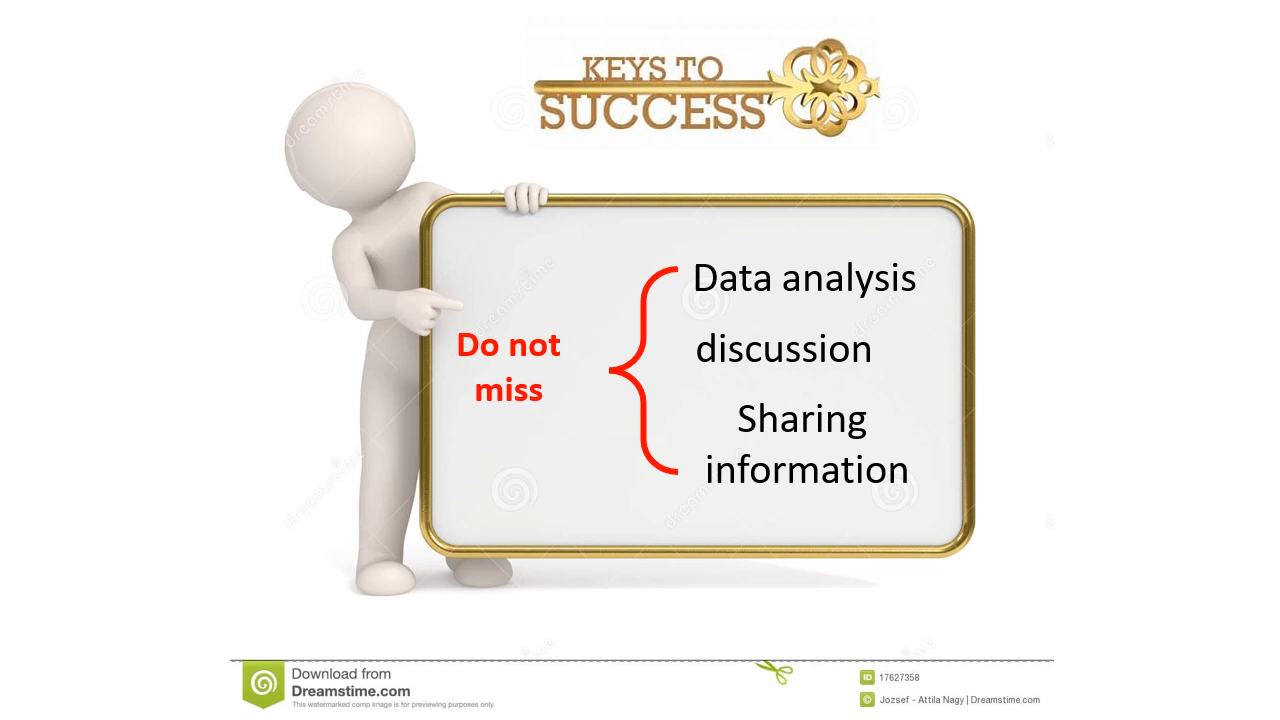 KEYS TO
SUCCESS
Do not
miss
Data analysis
discussion
Sharing
information
Download from
Dreamstime.com
This watermarked comp image is for previewing purposes only.
ID 17627358
© Jozsef - Attila Nagy | Dreamstime.com